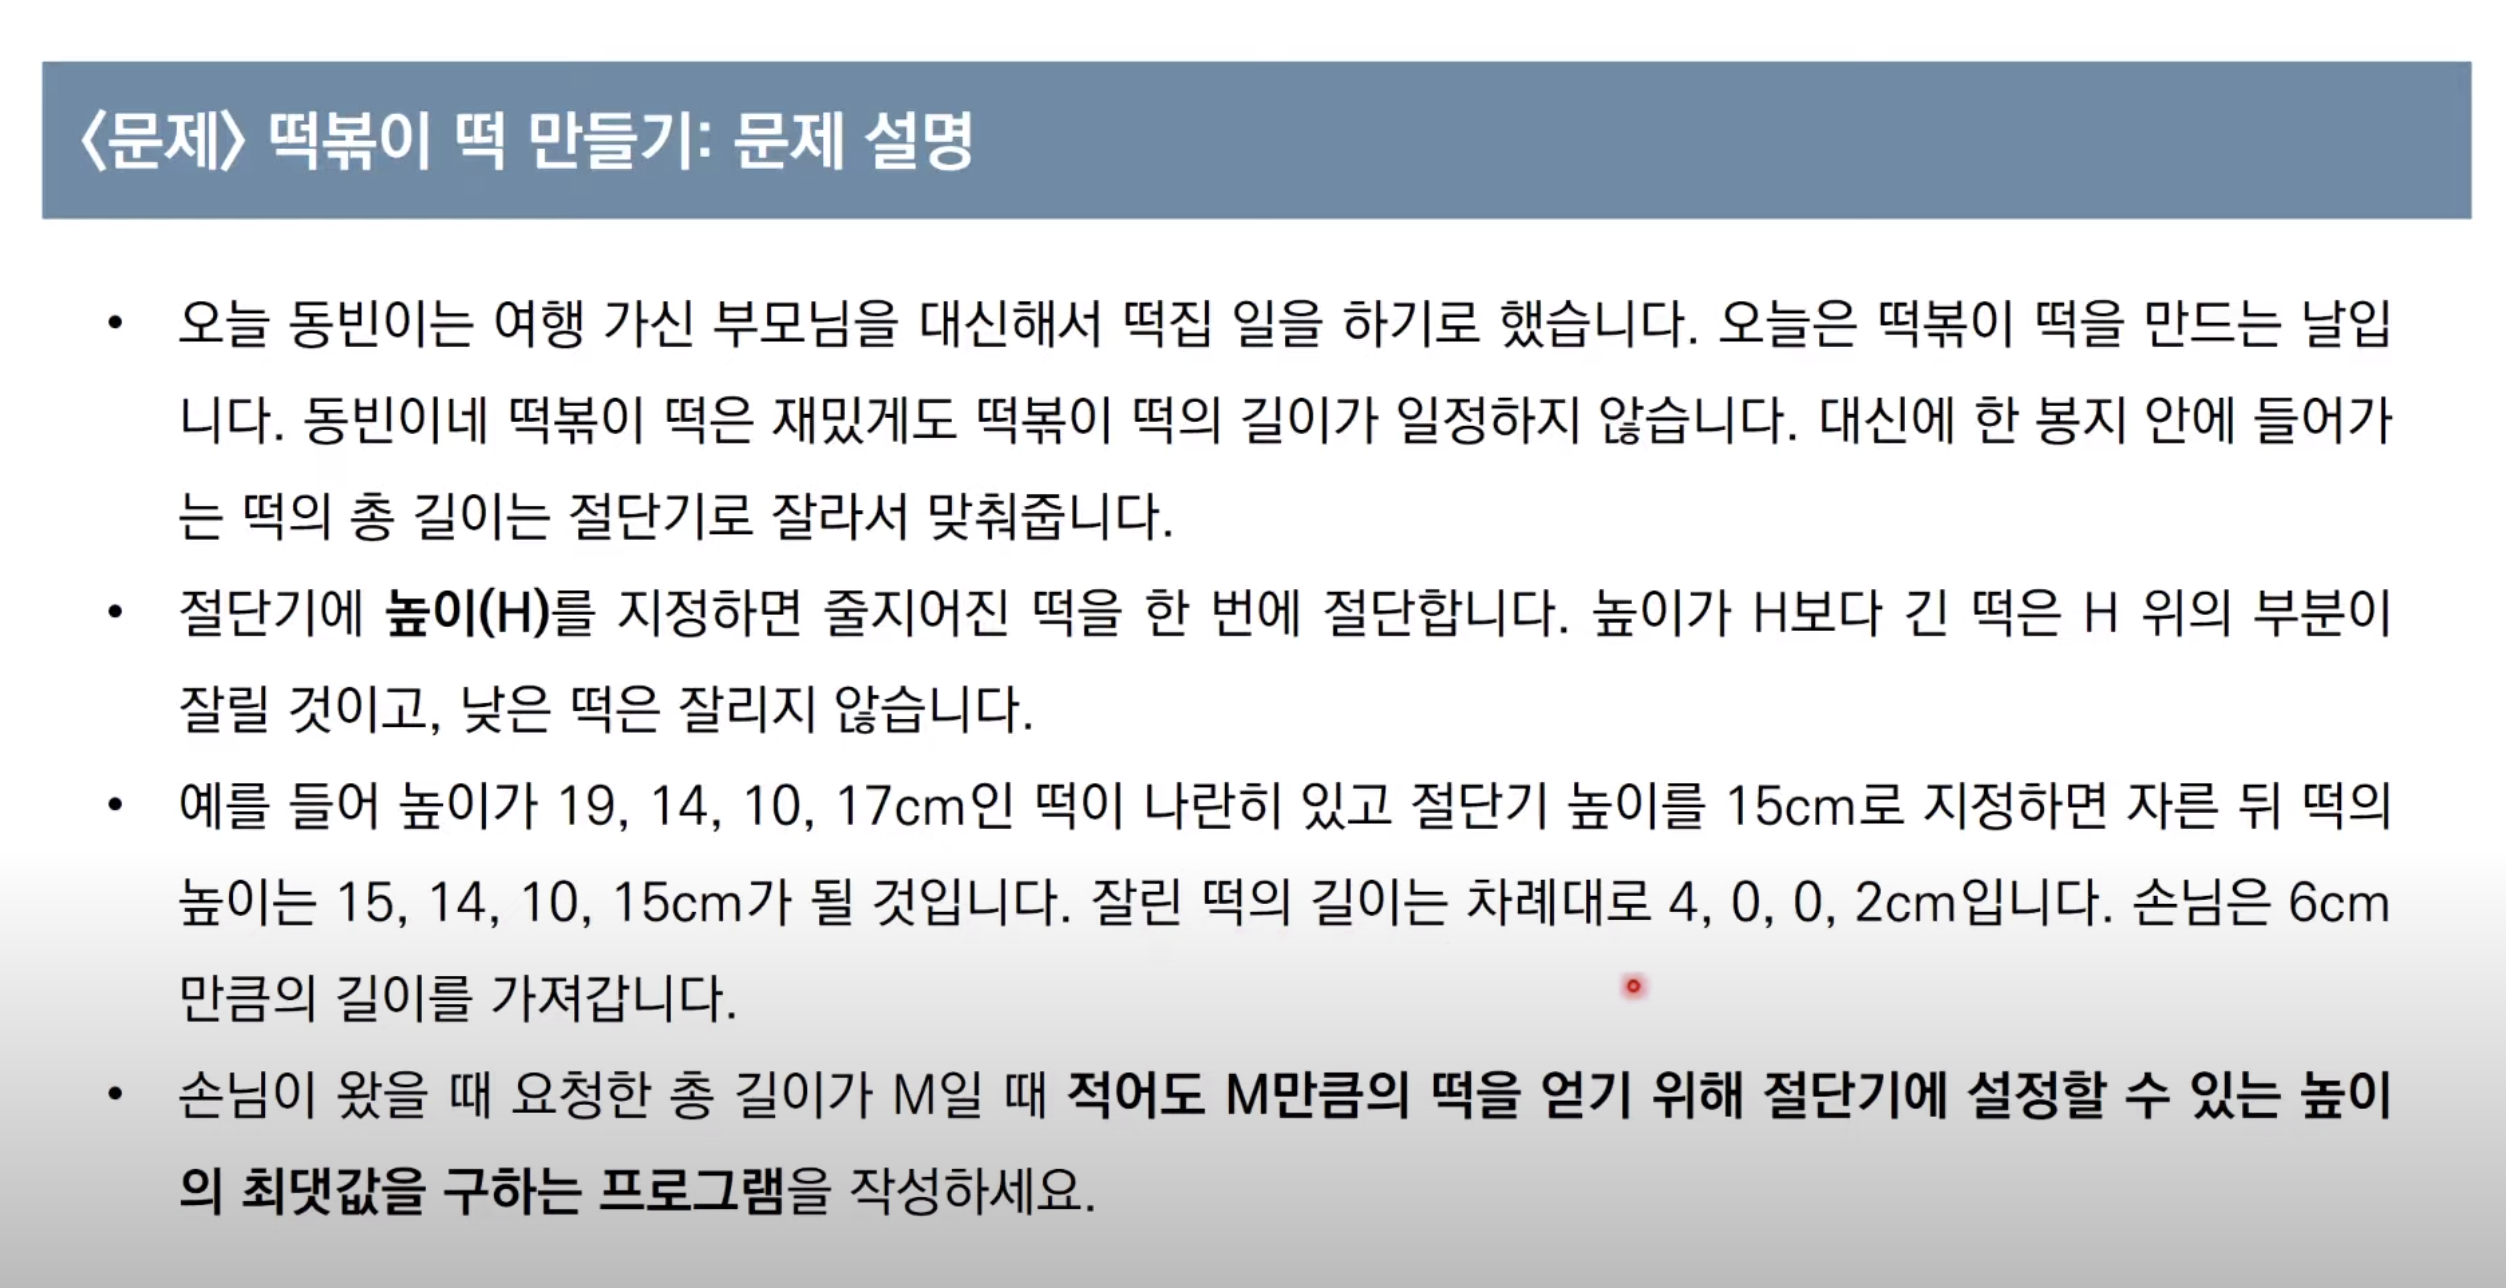 〈문제〉 떡볶이 떡 만들기: 문제 설명
• 오늘 동빈이는 여행 가신 부모님을 대신해서 떡집 일을 하기로 했습니다. 오늘은 떡볶이 떡을 만드는 날입
니다. 동빈이네 떡볶이 떡은 재밌게도 떡볶이 떡의 길이가 일정하지 않습니다. 대신에 한 봉지 안에 들어가
는 떡의 총 길이는 절단기로 잘라서 맞춰줍니다.
• 절단기에 높이(H)를 지정하면 줄지어진 떡을 한 번에 절단합니다. 높이가 H보다 긴 떡은 H 위의 부분이
잘릴 것이고, 낮은 떡은 잘리지 않습니다.
• 예를 들어 높이가 19, 14, 10, 17cm인 떡이 나란히 있고 절단기 높이를 15cm로 지정하면 자른 뒤 떡의
높이는 15, 14, 10, 15cm가 될 것입니다. 잘린 떡의 길이는 차례대로 4, 0, 0, 2cm입니다. 손님은 6cm
만큼의 길이를 가져갑니다.
• 손님이 왔을 때 요청한 총 길이가 M일 때 적어도 M만큼의 떡을 얻기 위해 절단기에 설정할 수 있는 높이
의 최댓값을 구하는 프로그램을 작성하세요.